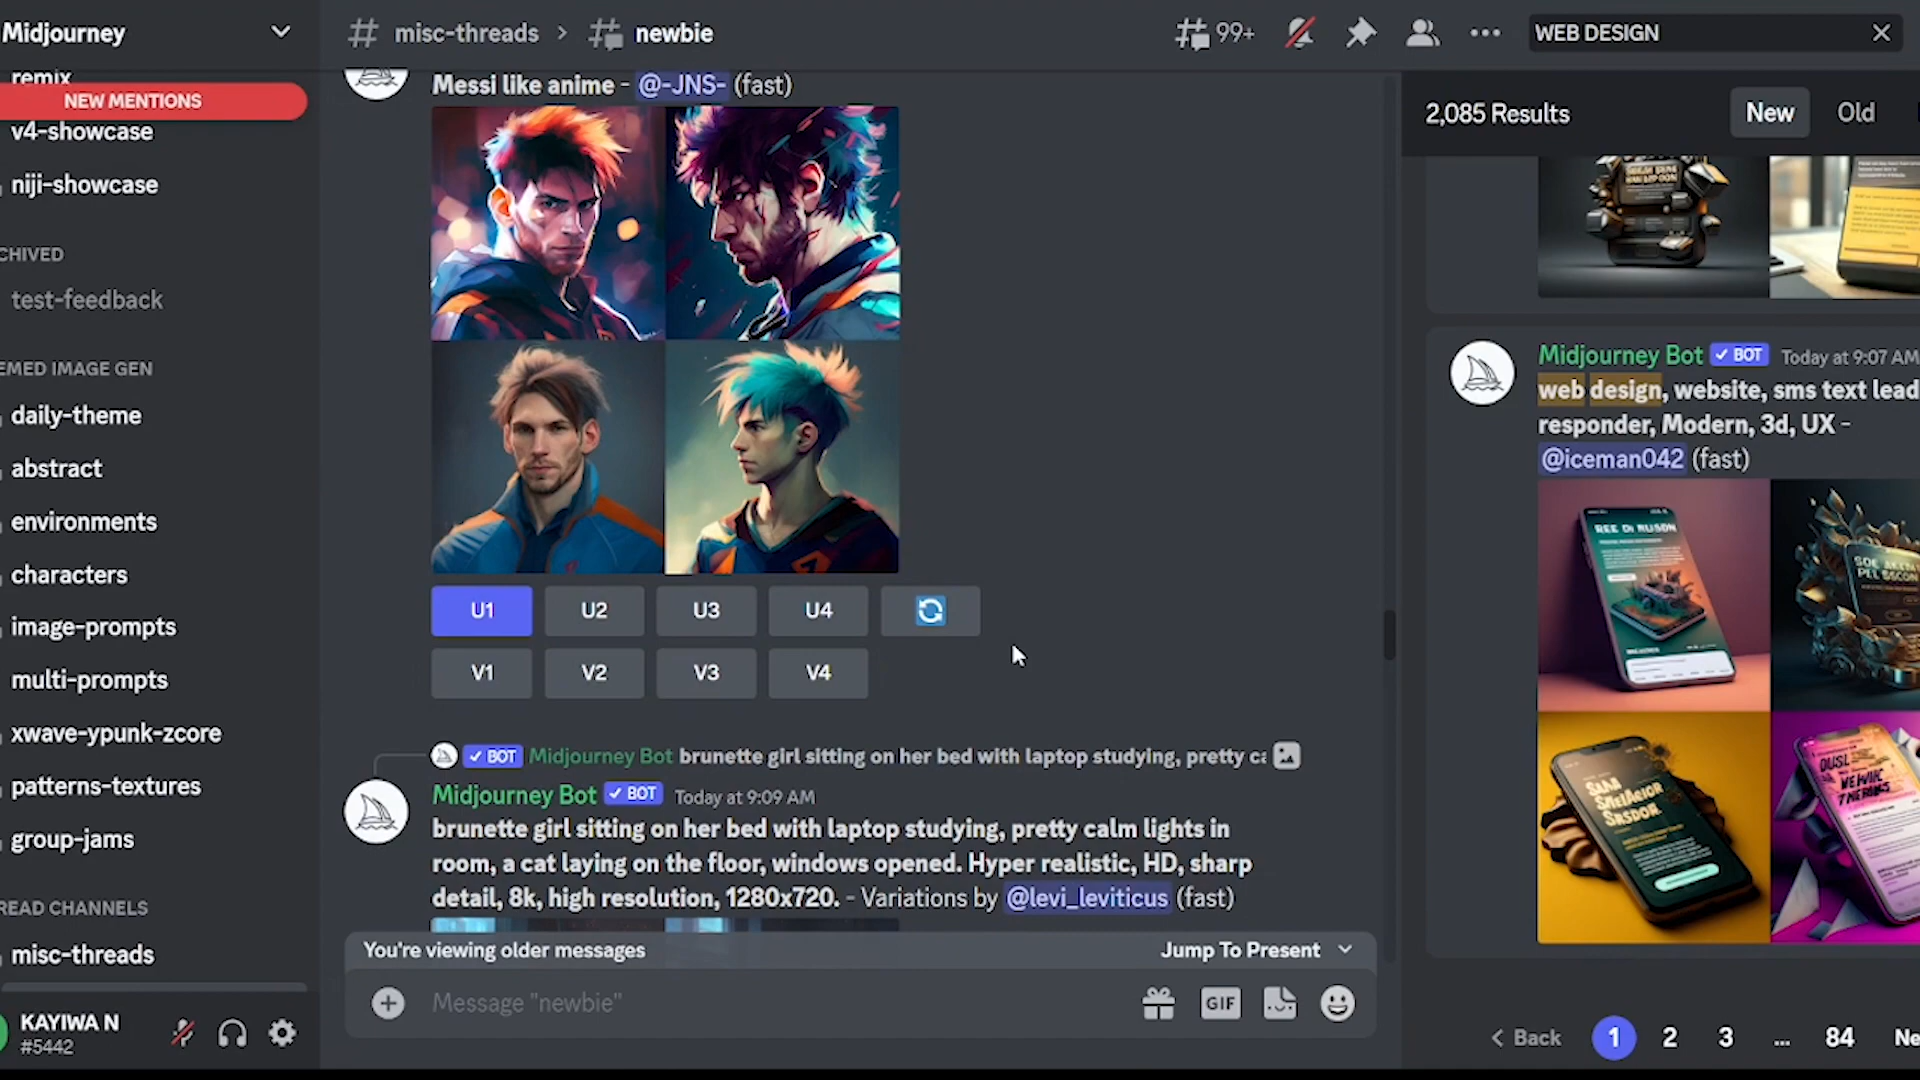 Midjourney
remix
NEW MENTIONS
v4-showcase
niji-showcase
CHIVED
test-feedback
EMED IMAGE GEN
daily-theme
abstract
environments
characters
image-prompts
multi-prompts
xwave-ypunk-zcore
patterns-textures
group-jams
READ CHANNELS
misc-threads
KAYIWA N
#5442
misc-threads > newbie
99+
WEB DESIGN
Messi like anime - @-JNS- (fast)
U1 U2 U3 U4
V1 V2 V3 V4
BOT Midjourney Bot brunette girl sitting on her bed with laptop studying, pretty ca
Midjourney Bot BOT Today at 9:09 AM
brunette girl sitting on her bed with laptop studying, pretty calm lights in
room, a cat laying on the floor, windows opened. Hyper realistic, HD, sharp
detail, 8k, high resolution, 1280x720. - Variations by @levi_leviticus (fast)
You're viewing older messages Jump To Present
Message "newbie"
GIF
2,085 Results New Old
Midjourney Bot BOT Today at 9:07 AM
web design, website, sms text lead
responder, Modern, 3d, UX -
@iceman042 (fast)
REE Di RUSDN
Back 1 2 3 ... 84 Ne